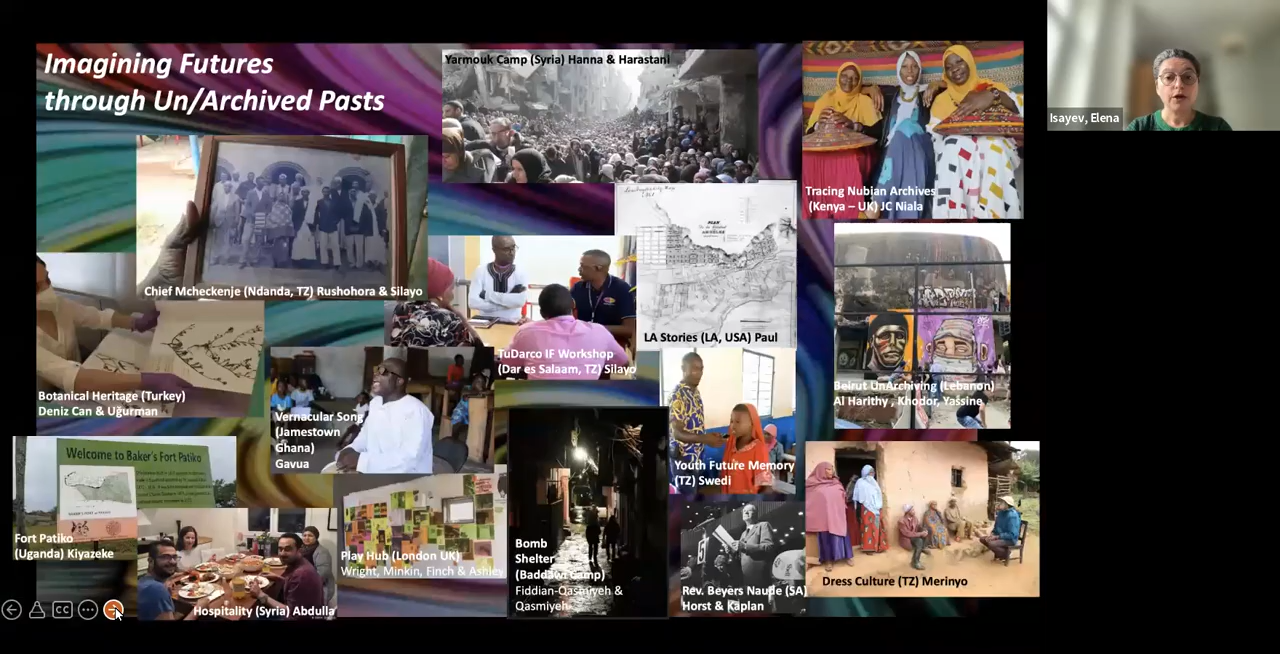 Imagining Futures
through Un/Archived Pasts
Yarmouk Camp (Syria) Hanna & Harastani
Isayev, Elena
Tracing Nubian Archives
(Kenya – UK) JC Niala
Chief Mcheckenje (Ndanda, TZ) Rushohora & Silayo
PLAN
LA Stories (LA, USA) Paul
TuDarco IF Workshop
(Dar es Salaam, TZ) Silayo
Beirut UnArchiving (Lebanon)
Al Harithy , Khodor, Yassine
Botanical Heritage (Turkey)
Deniz Can & Uğurman
Vernacular Song
(Jamestown
Ghana)
Gavua
Youth Future Memory
(TZ) Swedi
Welcome to Baker's Fort Patiko
Fort Patiko
(Uganda) Kiyazeke
Play Hub (London UK)
Wright, Minkin, Finch & Ashley
Bomb
Shelter
(Baddawi Camp)
Fiddian-Qasmiyeh &
Qasmiyeh
Rev. Beyers Naude (SA)
Horst & Kaplan
Dress Culture (TZ) Merinyo
Hospitality (Syria) Abdulla
CC